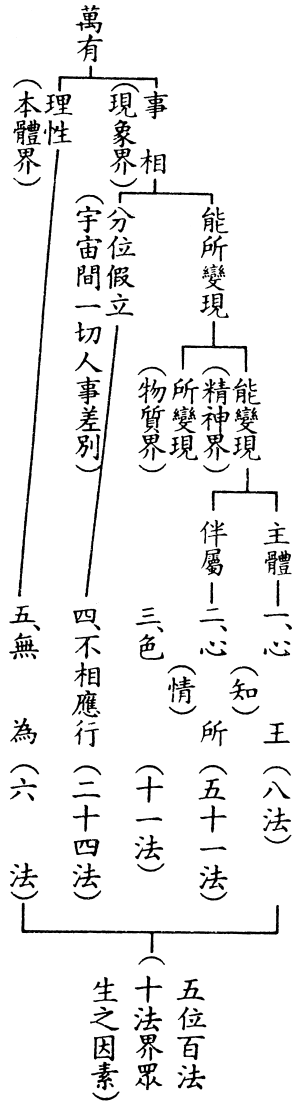 萬有
事相
（現象界）
理性
（本體界）
能所變現
分位假立
（宇宙間一切人事差別）
能變現
（精神界）
所變現
（物質界）
主體
伴屬
一、心王（八法）
（知）
二、心所（五十一法）
（情）
三、色（十一法）
四、不相應行（二十四法）
五、無為（六法）
五位百法
（十法界眾
生之因素）